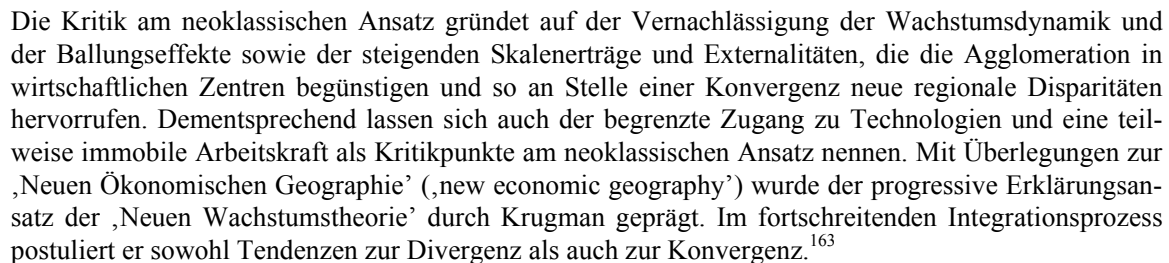 Die Kritik am neoklassischen Ansatz gründet auf der Vernachlässigung der Wachstumsdynamik und
der Ballungseffekte sowie der steigenden Skalenerträge und Externalitäten, die die Agglomeration in
wirtschaftlichen Zentren begünstigen und so an Stelle einer Konvergenz neue regionale Disparitäten
hervorrufen. Dementsprechend lassen sich auch der begrenzte Zugang zu Technologien und eine teil-
weise immobile Arbeitskraft als Kritikpunkte am neoklassischen Ansatz nennen. Mit Überlegungen zur
‚Neuen Ökonomischen Geographie’ (‚new economic geography’) wurde der progressive Erklärungsan-
satz der ‚Neuen Wachstumstheorie’ durch Krugman geprägt. Im fortschreitenden Integrationsprozess
postuliert er sowohl Tendenzen zur Divergenz als auch zur Konvergenz.163